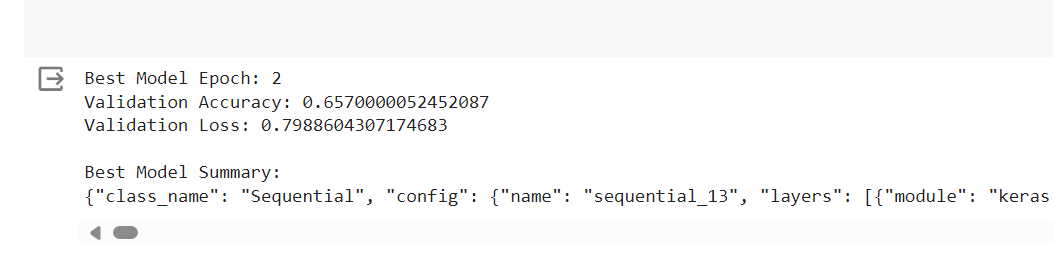 Best Model Epoch: 2
Validation Accuracy: 0.6570000052452087
Validation Loss: 0.7988604307174683
Best Model Summary:
{"class_name": "Sequential", "config": {"name": "sequential_13", "layers": [{"module": "keras